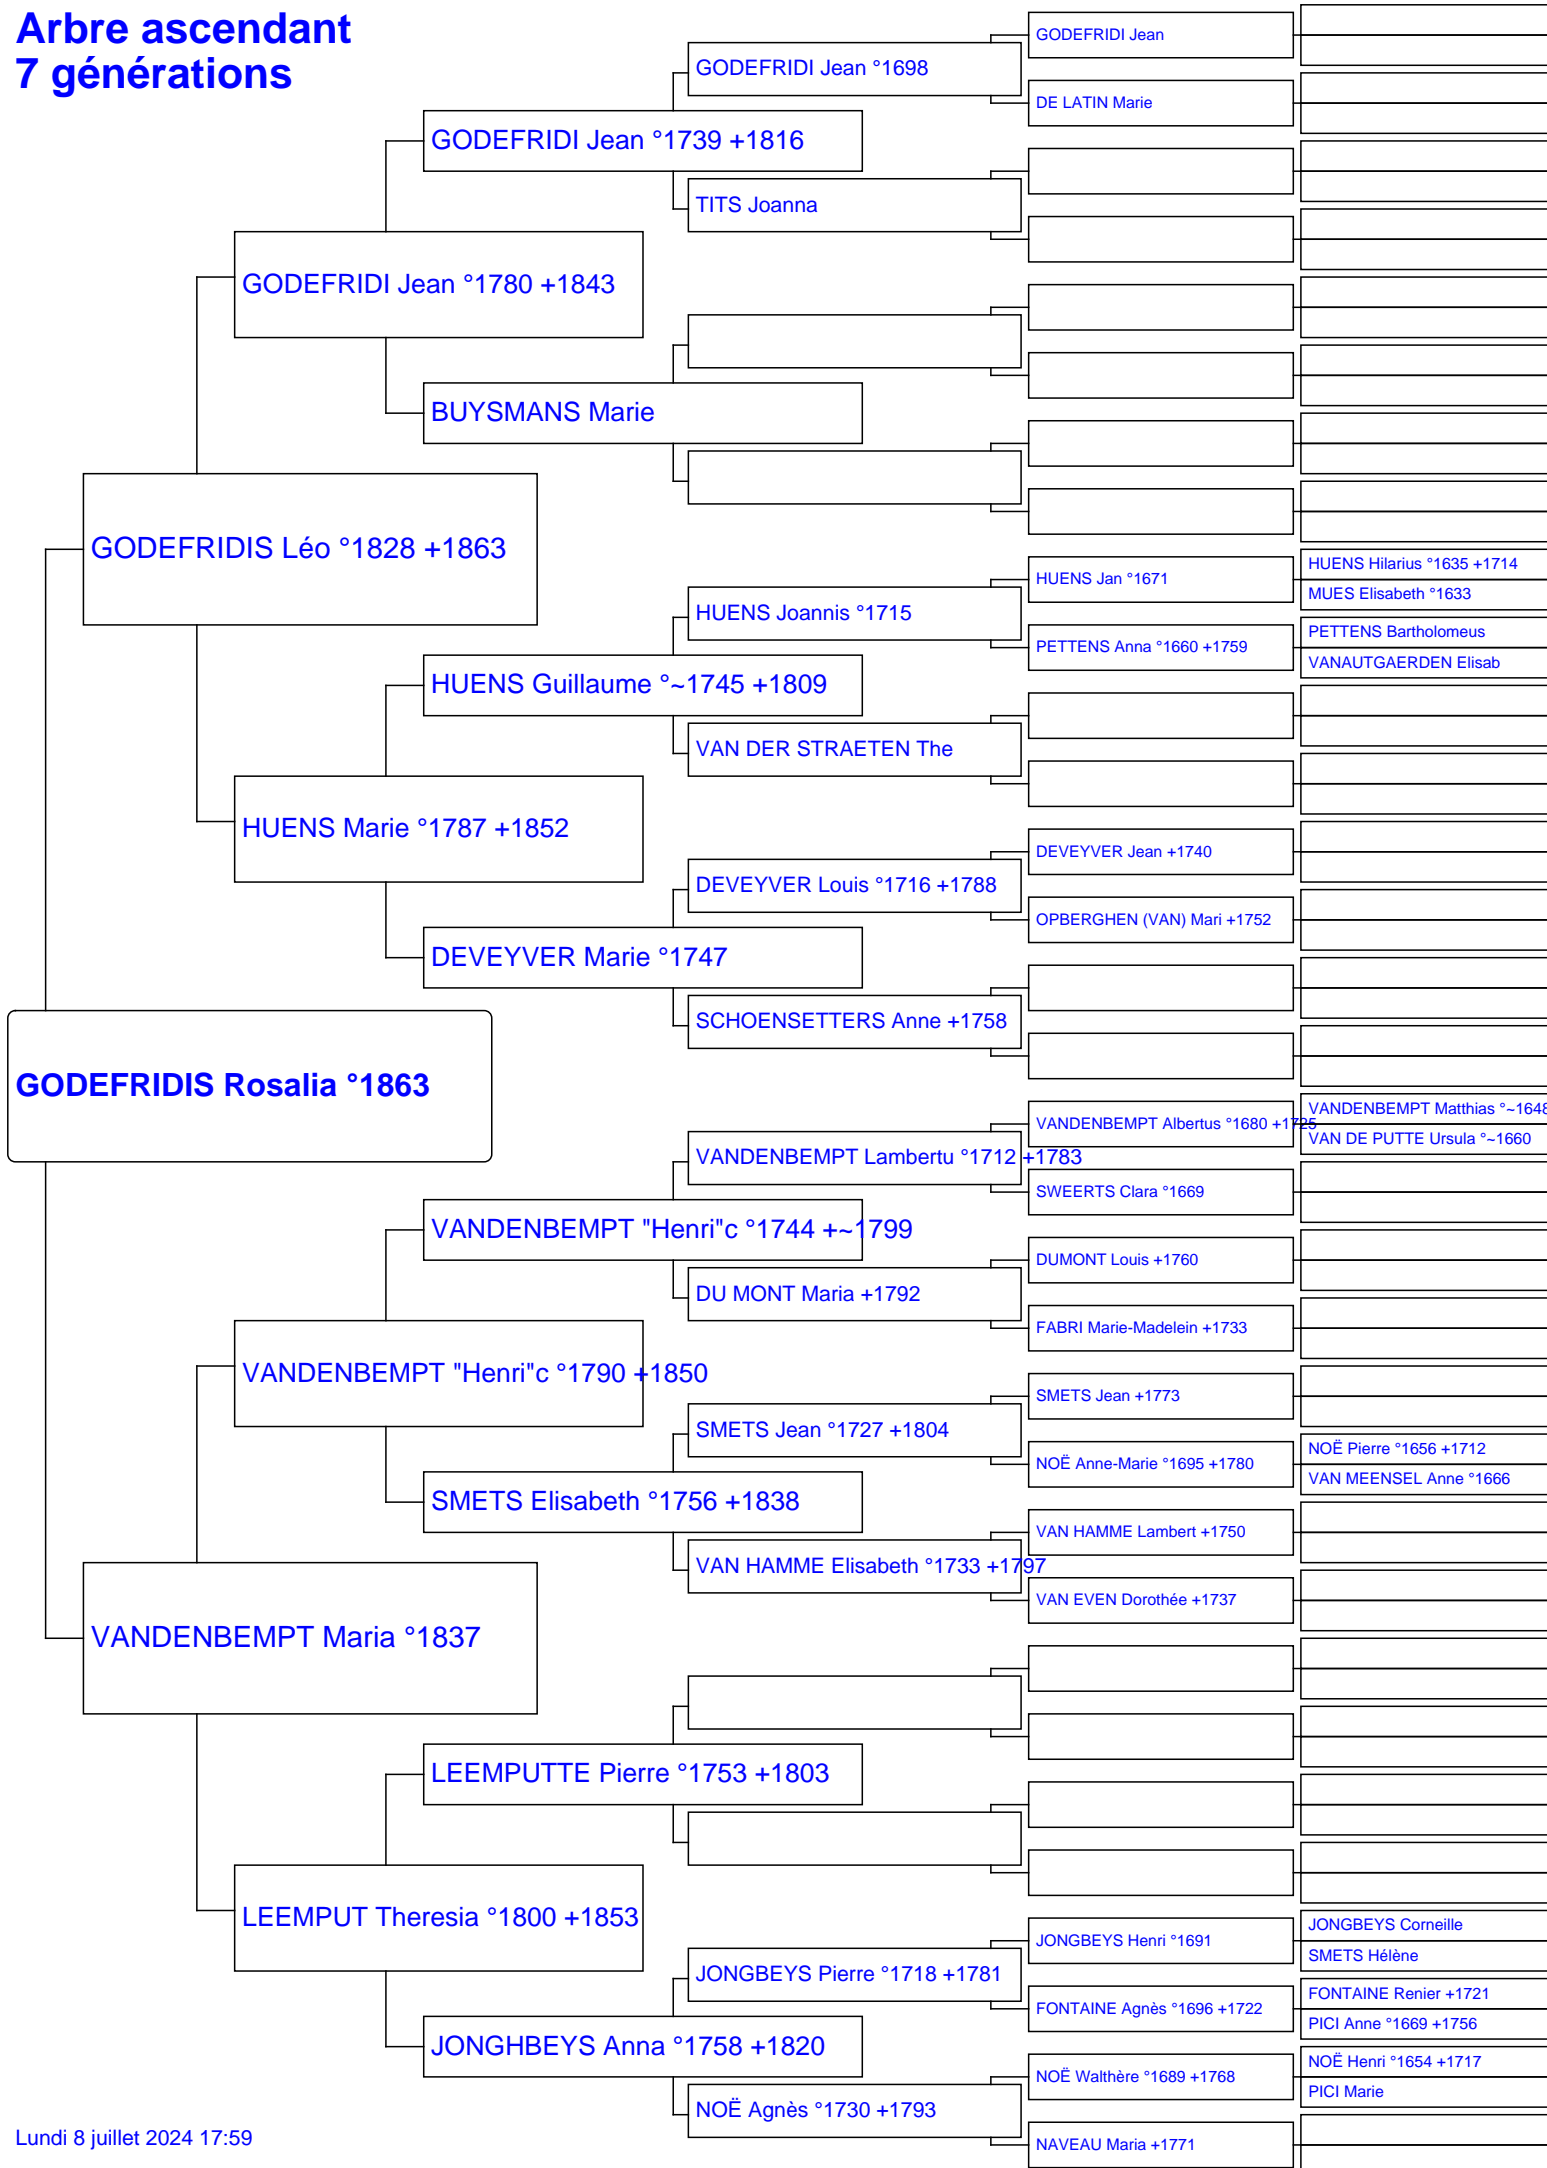 Arbre ascendant
7 générations
GODEFRIDI Jean
GODEFRIDI Jean °1698
DE LATIN Marie
GODEFRIDI Jean °1739 +1816
TITS Joanna
GODEFRIDI Jean °1780 +1843
BUYSMANS Marie
GODEFRIDIS Léo °1828 +1863
HUENS Hilarius °1635 +1714
HUENS Jan °1671
MUES Elisabeth °1633
HUENS Joannis °1715
PETTENS Bartholomeus
PETTENS Anna °1660 +1759
VANAUTGAERDEN Elisab
HUENS Guillaume °~1745 +1809
VAN DER STRAETEN The
HUENS Marie °1787 +1852
DEVEYVER Jean +1740
DEVEYVER Louis °1716 +1788
OPBERGHEN (VAN) Mari +1752
DEVEYVER Marie °1747
SCHOENSETTERS Anne +1758
GODEFRIDIS Rosalia °1863
VANDENBEMPT Matthias °~1648
VANDENBEMPT Albertus °1680 +1725
VAN DE PUTTE Ursula °~1660
VANDENBEMPT Lambertu °1712 +1783
SWEERTS Clara °1669
VANDENBEMPT "Henri"c °1744 +~1799
DUMONT Louis +1760
DU MONT Maria +1792
FABRI Marie-Madelein +1733
VANDENBEMPT "Henri"c °1790 +1850
SMETS Jean +1773
SMETS Jean °1727 +1804
NOË Pierre °1656 +1712
NOË Anne-Marie °1695 +1780
VAN MEENSEL Anne °1666
SMETS Elisabeth °1756 +1838
VAN HAMME Lambert +1750
VAN HAMME Elisabeth °1733 +1797
VAN EVEN Dorothée +1737
VANDENBEMPT Maria °1837
LEEMPUTTE Pierre °1753 +1803
LEEMPUT Theresia °1800 +1853
JONGBEYS Corneille
JONGBEYS Henri °1691
SMETS Hélène
JONGBEYS Pierre °1718 +1781
FONTAINE Renier +1721
FONTAINE Agnès °1696 +1722
PICI Anne °1669 +1756
JONGHBEYS Anna °1758 +1820
NOË Henri °1654 +1717
NOË Walthère °1689 +1768
PICI Marie
NOË Agnès °1730 +1793
NAVEAU Maria +1771
Lundi 8 juillet 2024 17:59